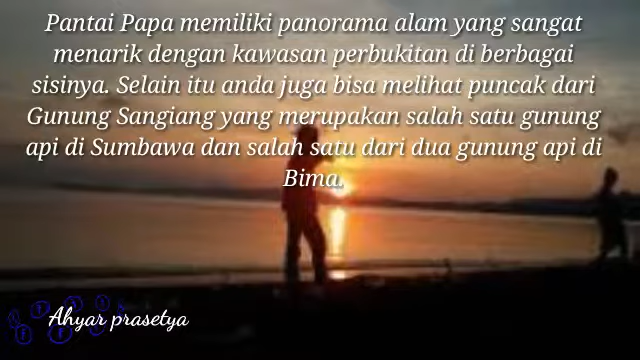 Pantai Papa memiliki panorama alam yang sangat
menarik dengan kawasan perbukitan di berbagai
sisinya. Selain itu anda juga bisa melihat puncak dari
Gunung Sangiang yang merupakan salah satu gunung
api di Sumbawa dan salah satu dari dua gunung api di
Bima.
Ahyar prasetya